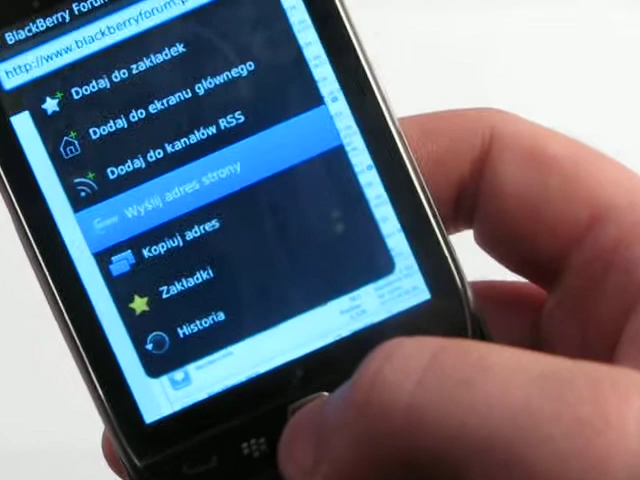 BlackBerry Forum
http://www.blackberryforum.p
Dodaj do zakładek
Dodaj do ekranu głównego
Dodaj do kanałów RSS
Wyślij adres strony
Kopiuj adres
Zakładki
Historia